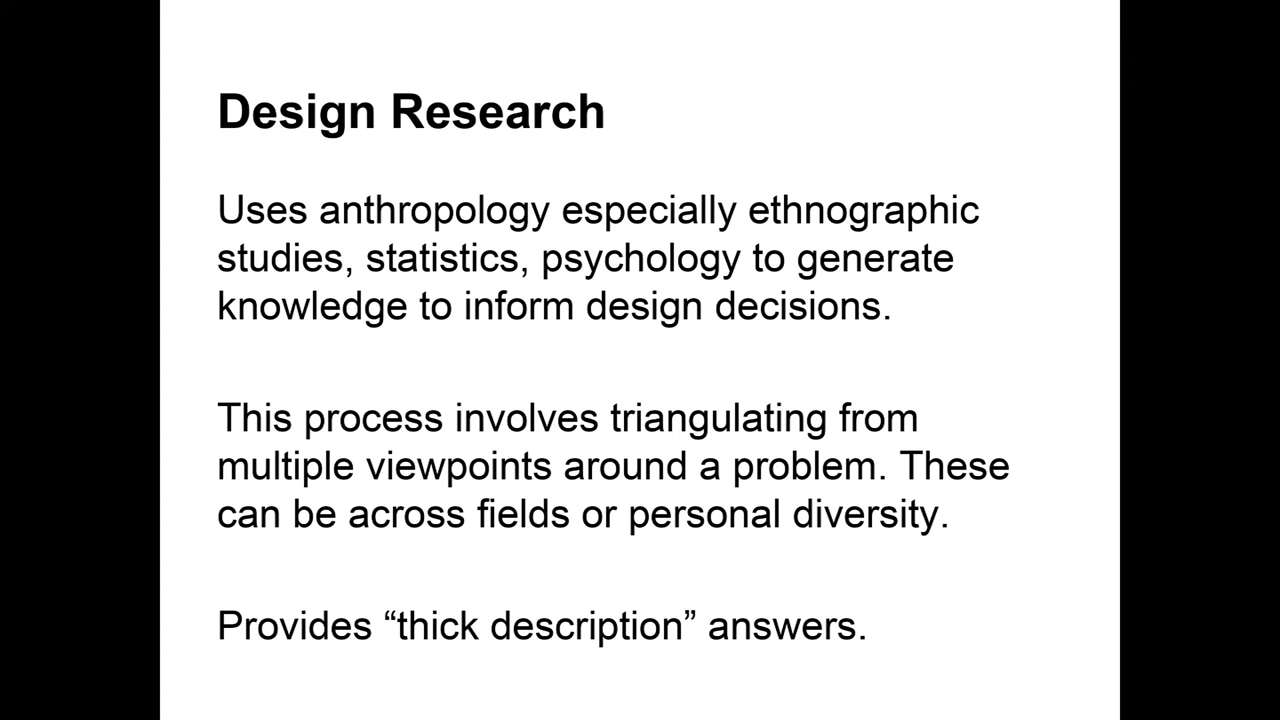 Design Research
Uses anthropology especially ethnographic
studies, statistics, psychology to generate
knowledge to inform design decisions.
This process involves triangulating from
multiple viewpoints around a problem. These
can be across fields or personal diversity.
Provides “thick description” answers.